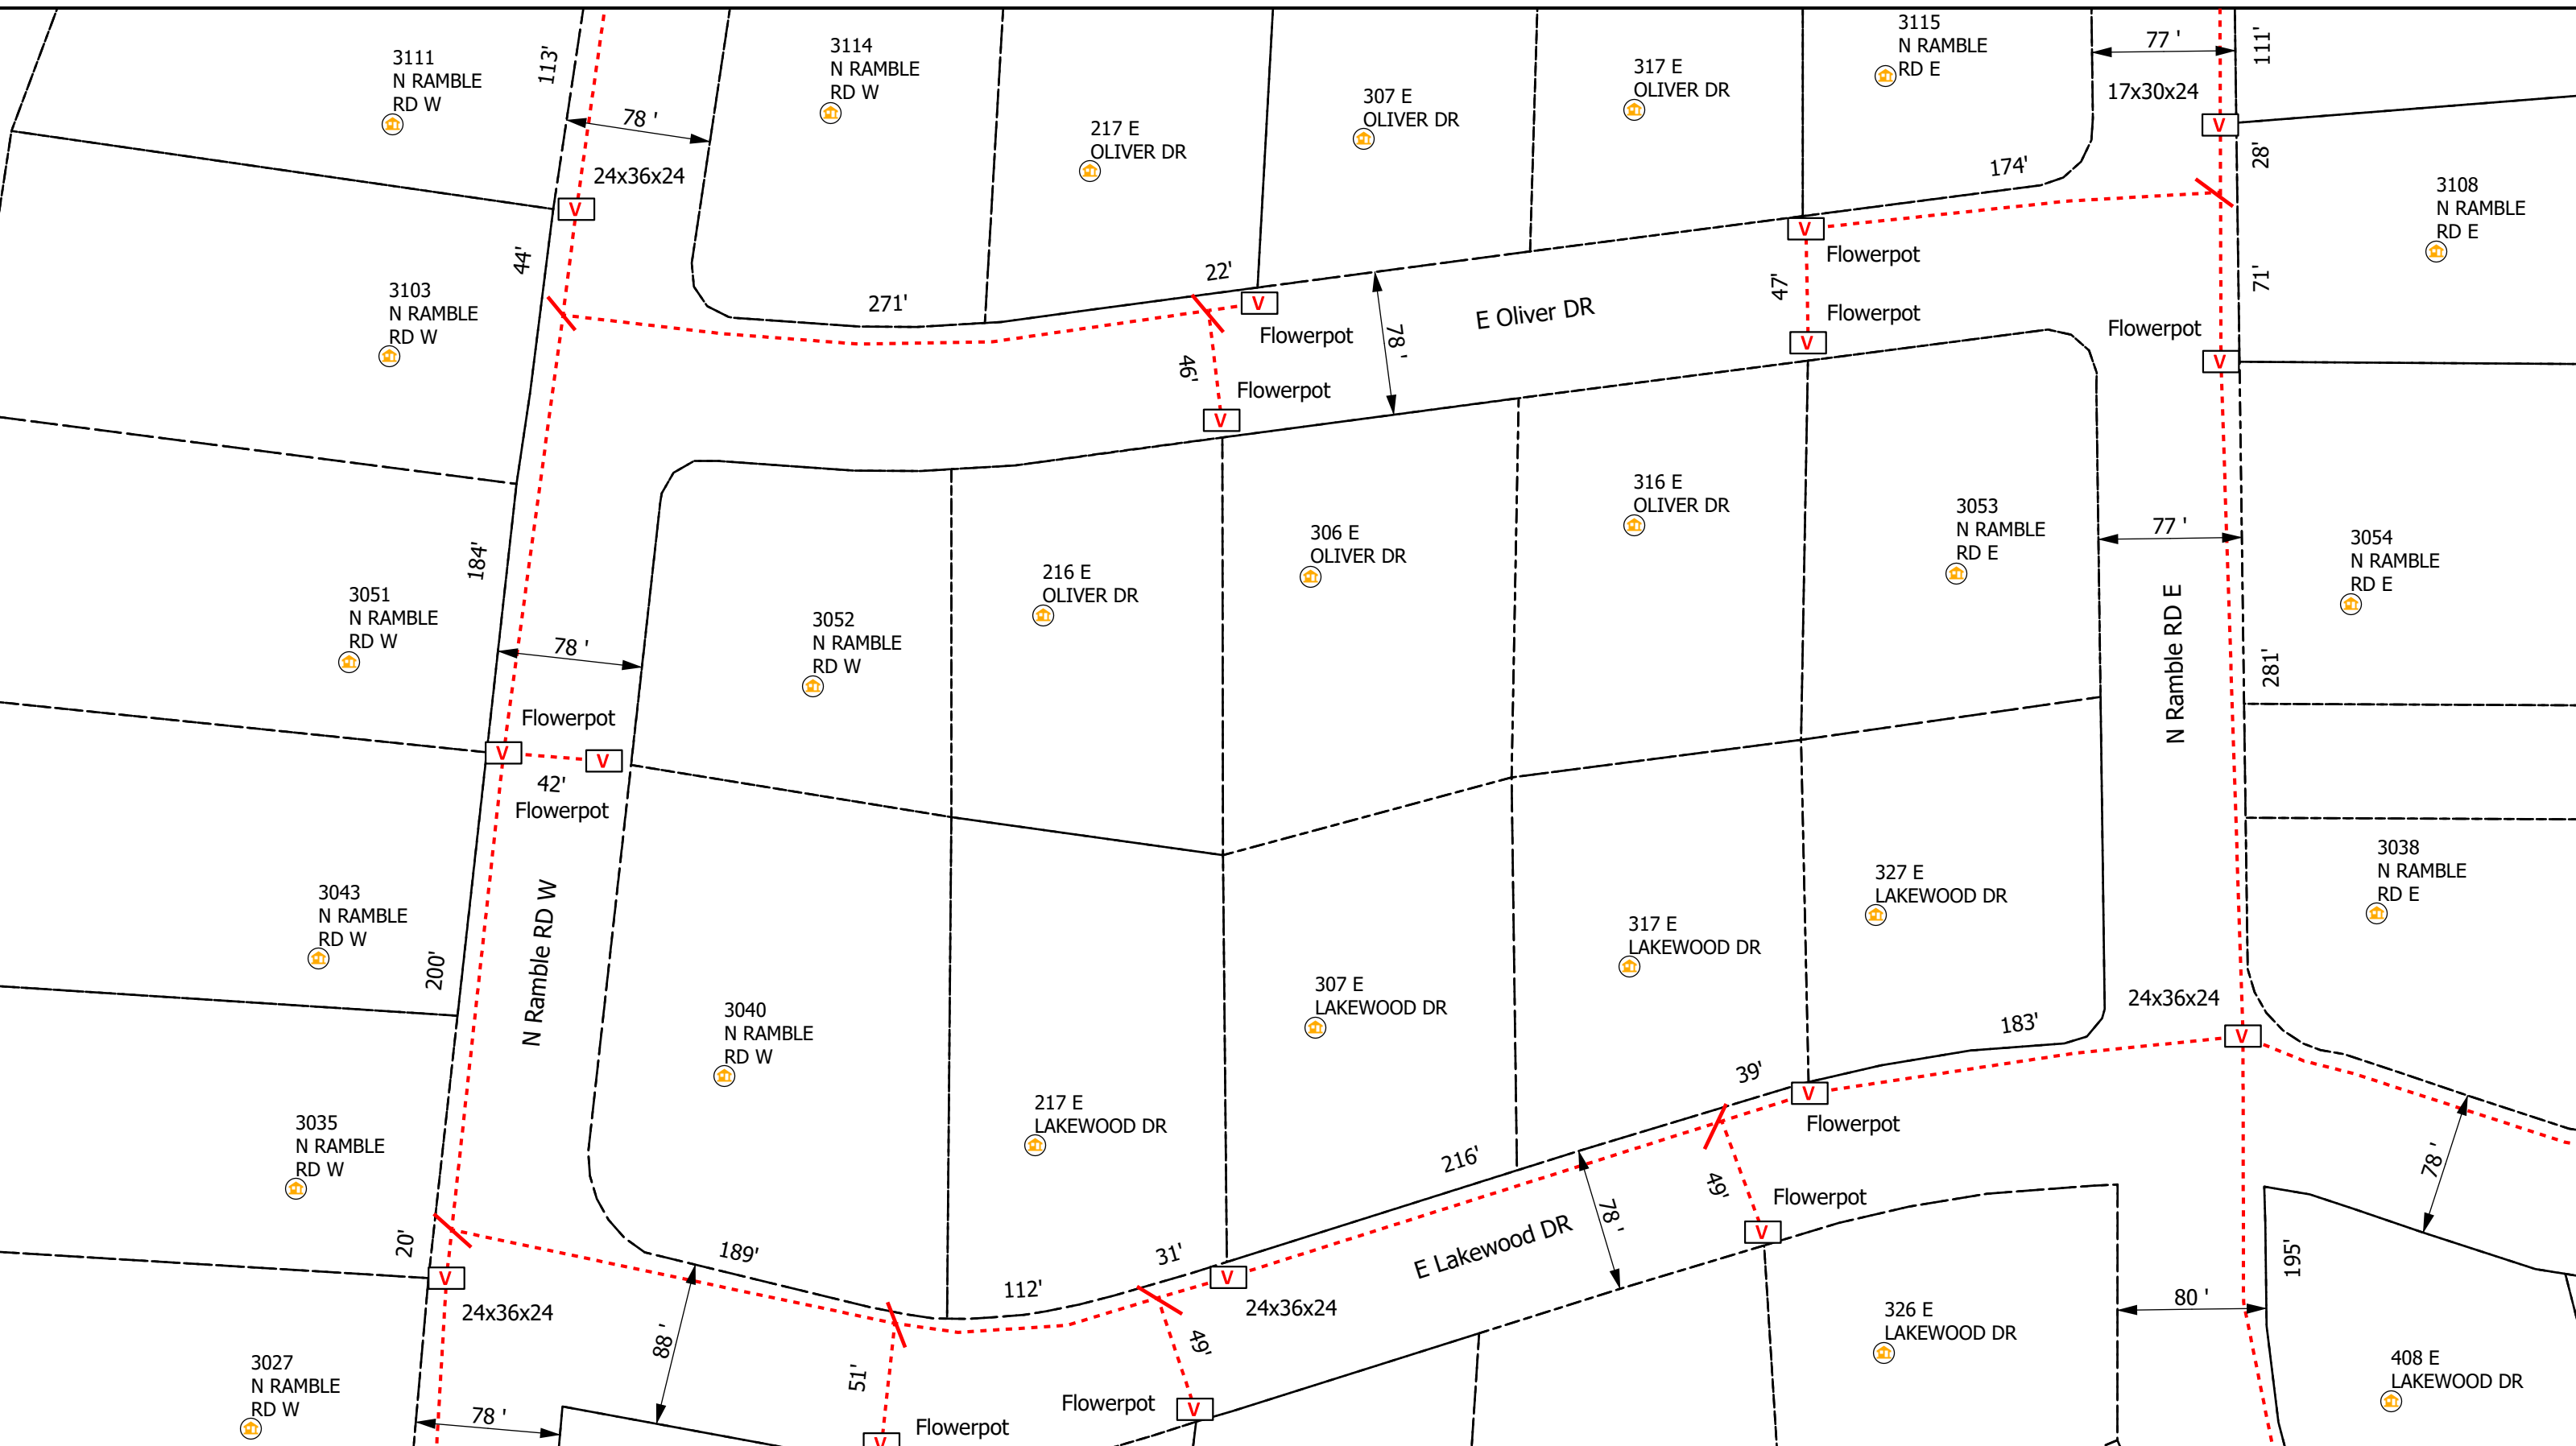 3111
N RAMBLE
RD W
113'
78 '
3114
N RAMBLE
RD W
217 E
OLIVER DR
307 E
OLIVER DR
317 E
OLIVER DR
3115
N RAMBLE
RD E
77 '
111'
17x30x24
V
28'
3108
N RAMBLE
RD E
24x36x24
V
44'
174'
V
Flowerpot
3103
N RAMBLE
RD W
271'
22'
V
Flowerpot
78 '
E Oliver DR
47'
Flowerpot
V
Flowerpot
V
71'
46'
Flowerpot
V
184'
3051
N RAMBLE
RD W
78 '
3052
N RAMBLE
RD W
216 E
OLIVER DR
306 E
OLIVER DR
316 E
OLIVER DR
3053
N RAMBLE
RD E
77 '
3054
N RAMBLE
RD E
N Ramble RD E
281'
Flowerpot
V
V
42'
Flowerpot
3043
N RAMBLE
RD W
200'
N Ramble RD W
3040
N RAMBLE
RD W
217 E
LAKEWOOD DR
307 E
LAKEWOOD DR
317 E
LAKEWOOD DR
327 E
LAKEWOOD DR
3038
N RAMBLE
RD E
24x36x24
V
183'
39'
V
Flowerpot
3035
N RAMBLE
RD W
20'
V
24x36x24
189'
88 '
112'
31'
V
24x36x24
216'
E Lakewood DR
78 '
49'
Flowerpot
V
78 '
195'
80 '
326 E
LAKEWOOD DR
408 E
LAKEWOOD DR
3027
N RAMBLE
RD W
78 '
51'
V
Flowerpot
49'
Flowerpot
V